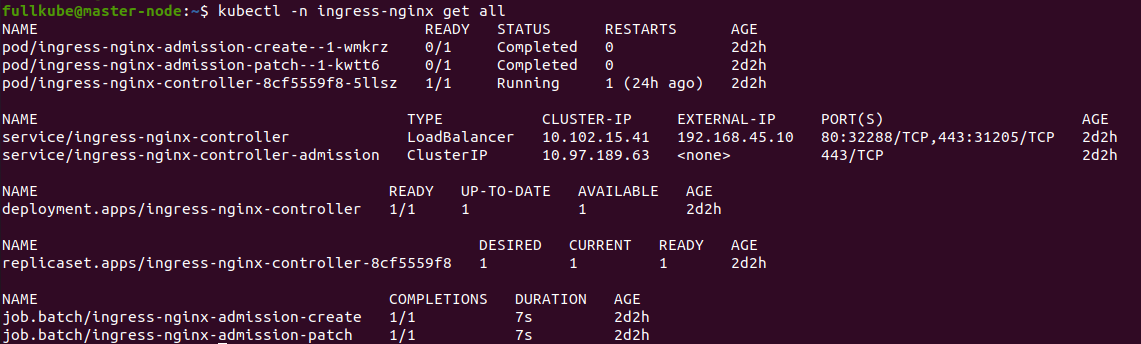 fullkube@master-node:~$ kubectl -n ingress-nginx get all
NAME READY STATUS RESTARTS AGE
pod/ingress-nginx-admission-create--1-wmkrz 0/1 Completed 0 2d2h
pod/ingress-nginx-admission-patch--1-kwtt6 0/1 Completed 0 2d2h
pod/ingress-nginx-controller-8cf5559f8-5llsz 1/1 Running 1 (24h ago) 2d2h
NAME TYPE CLUSTER-IP EXTERNAL-IP PORT(S) AGE
service/ingress-nginx-controller LoadBalancer 10.102.15.41 192.168.45.10 80:32288/TCP,443:31205/TCP 2d2h
service/ingress-nginx-controller-admission ClusterIP 10.97.189.63 <none> 443/TCP 2d2h
NAME READY UP-TO-DATE AVAILABLE AGE
deployment.apps/ingress-nginx-controller 1/1 1 1 2d2h
NAME DESIRED CURRENT READY AGE
replicaset.apps/ingress-nginx-controller-8cf5559f8 1 1 1 2d2h
NAME COMPLETIONS DURATION AGE
job.batch/ingress-nginx-admission-create 1/1 7s 2d2h
job.batch/ingress-nginx-admission-patch 1/1 7s 2d2h